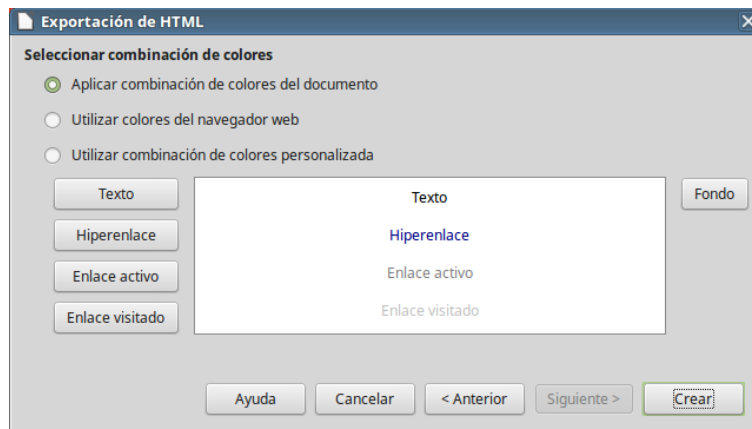 Exportación de HTML
Seleccionar combinación de colores
Aplicar combinación de colores del documento
Utilizar colores del navegador web
Utilizar combinación de colores personalizada
Texto Texto Fondo
Hiperenlace Hiperenlace
Enlace activo Enlace activo
Enlace visitado Enlace visitado
Ayuda Cancelar < Anterior Siguiente > Crear